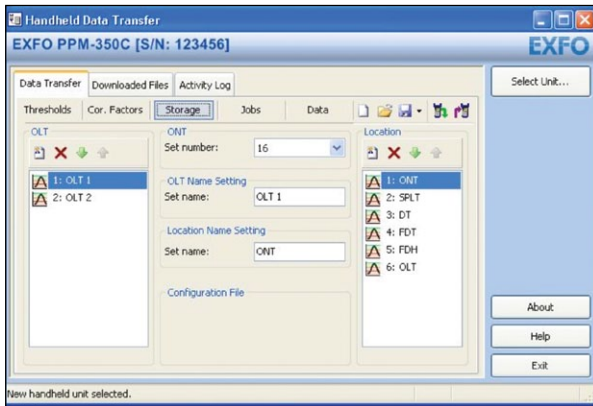 Handheld Data Transfer
EXFO PPM-350C [S/N: 123456]
EXFO
Data Transfer
Downloaded Files
Activity Log
Select Unit...
Thresholds
Cor. Factors
Storage
Jobs
Data
OLT
1: OLT 1
2: OLT 2
ONT
Set number:
16
OLT Name Setting
Set name:
OLT 1
Location Name Setting
Set name:
ONT
Configuration File
Location
1: ONT
2: SPLT
3: DT
4: FDT
5: FDH
6: OLT
About
Help
Exit
New handheld unit selected.